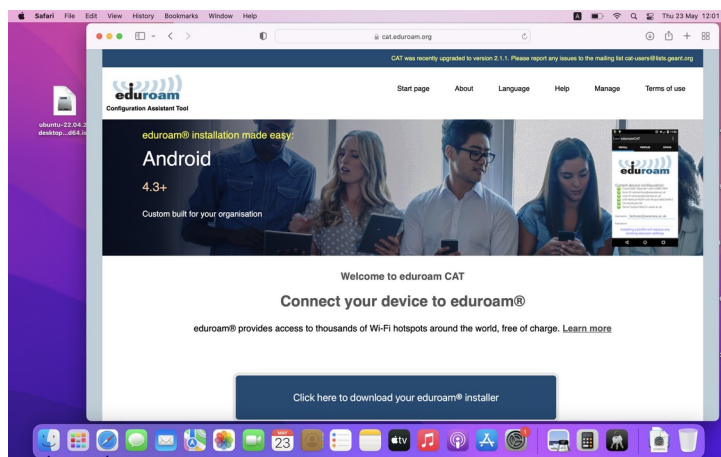 Safari File Edit View History Bookmarks Window Help
A
Thu 23 May 12:01
cat.eduroam.org
CAT was recently upgraded to version 2.1.1. Please report any issues to the mailing list cat-users@lists.geant.org
eduroam
Configuration Assistant Tool
Start page About Language Help Manage Terms of use
ubuntu-22.04.2
desktop...d64.is
eduroam® installation made easy:
Android
4.3+
Custom built for your organisation
eduroam
Welcome to eduroam CAT
Connect your device to eduroam®
eduroam® provides access to thousands of Wi-Fi hotspots around the world, free of charge. Learn more
Click here to download your eduroam® installer
MAY
23
tv
1